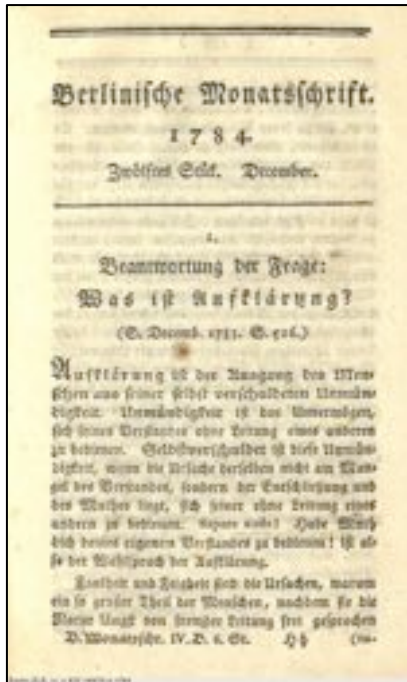 Berlinische Monatsschrift.
1784.
Zwölftes Stük. December.
1.
Beantwortung der Frage:
Was ist Aufklärung?
(S. Decemb. 1783. S. 516.)
Aufklärung ist der Ausgang des Men-
schen aus seiner selbst verschuldeten Unmün-
digkeit. Unmündigkeit ist das Unvermögen,
sich seines Verstandes ohne Leitung eines anderen
zu bedienen. Selbstverschuldet ist diese Unmün-
digkeit, wenn die Ursache derselben nicht am Man-
gel des Verstandes, sondern der Entschließung und
des Muthes liegt, sich seiner ohne Leitung eines
andern zu bedienen. Sapere aude! Habe Muth
dich deines eigenen Verstandes zu bedienen! ist al-
so der Wahlspruch der Aufklärung.
Faulheit und Feigheit sind die Ursachen, warum
ein so großer Theil der Menschen, nachdem sie die
Natur längst von fremder Leitung frei gesprochen
B. Monatsschr. IV. B. 6. St. Hh (na-